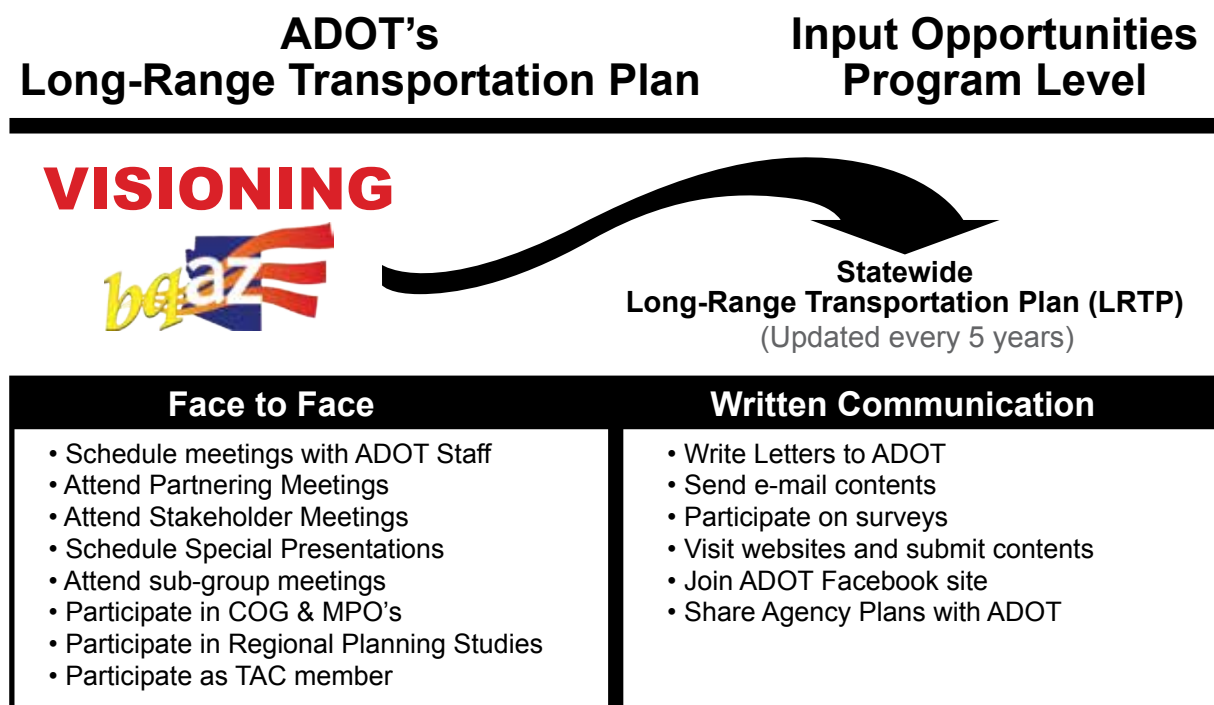 ADOT’s
Long-Range Transportation Plan
Input Opportunities
Program Level
VISIONING
bqaz
Statewide
Long-Range Transportation Plan (LRTP)
(Updated every 5 years)
Face to Face
• Schedule meetings with ADOT Staff
• Attend Partnering Meetings
• Attend Stakeholder Meetings
• Schedule Special Presentations
• Attend sub-group meetings
• Participate in COG & MPO’s
• Participate in Regional Planning Studies
• Participate as TAC member
Written Communication
• Write Letters to ADOT
• Send e-mail contents
• Participate on surveys
• Visit websites and submit contents
• Join ADOT Facebook site
• Share Agency Plans with ADOT